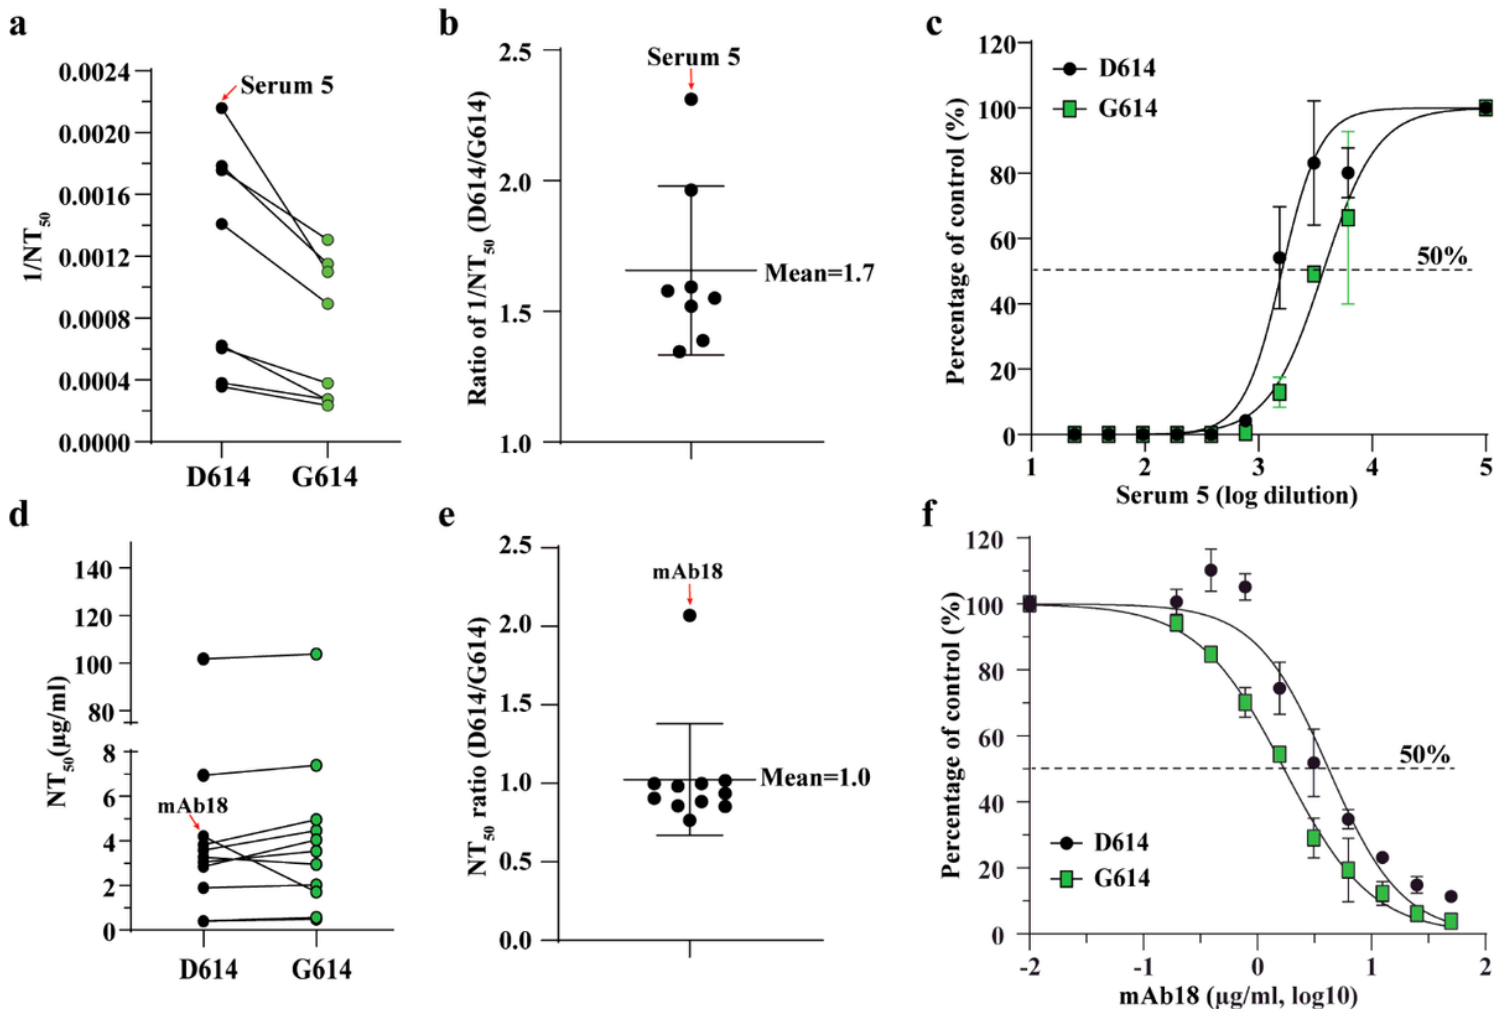 a
0.0024
0.0020
0.0016
0.0012
0.0008
0.0004
0.0000
1/NT50
Serum 5
D614 G614
b
2.5
2.0
1.5
1.0
Ratio of 1/NT50 (D614/G614)
Serum 5
Mean=1.7
c
120
100
80
60
40
20
0
Percentage of control (%)
D614
G614
50%
1 2 3 4 5
Serum 5 (log dilution)
d
140
120
100
80
8
6
4
2
0
NT50(µg/ml)
mAb18
D614 G614
e
2.5
2.0
1.5
1.0
0.5
0.0
NT50 ratio (D614/G614)
mAb18
Mean=1.0
f
120
100
80
60
40
20
0
Percentage of control (%)
50%
D614
G614
-2 -1 0 1 2
mAb18 (µg/ml, log10)